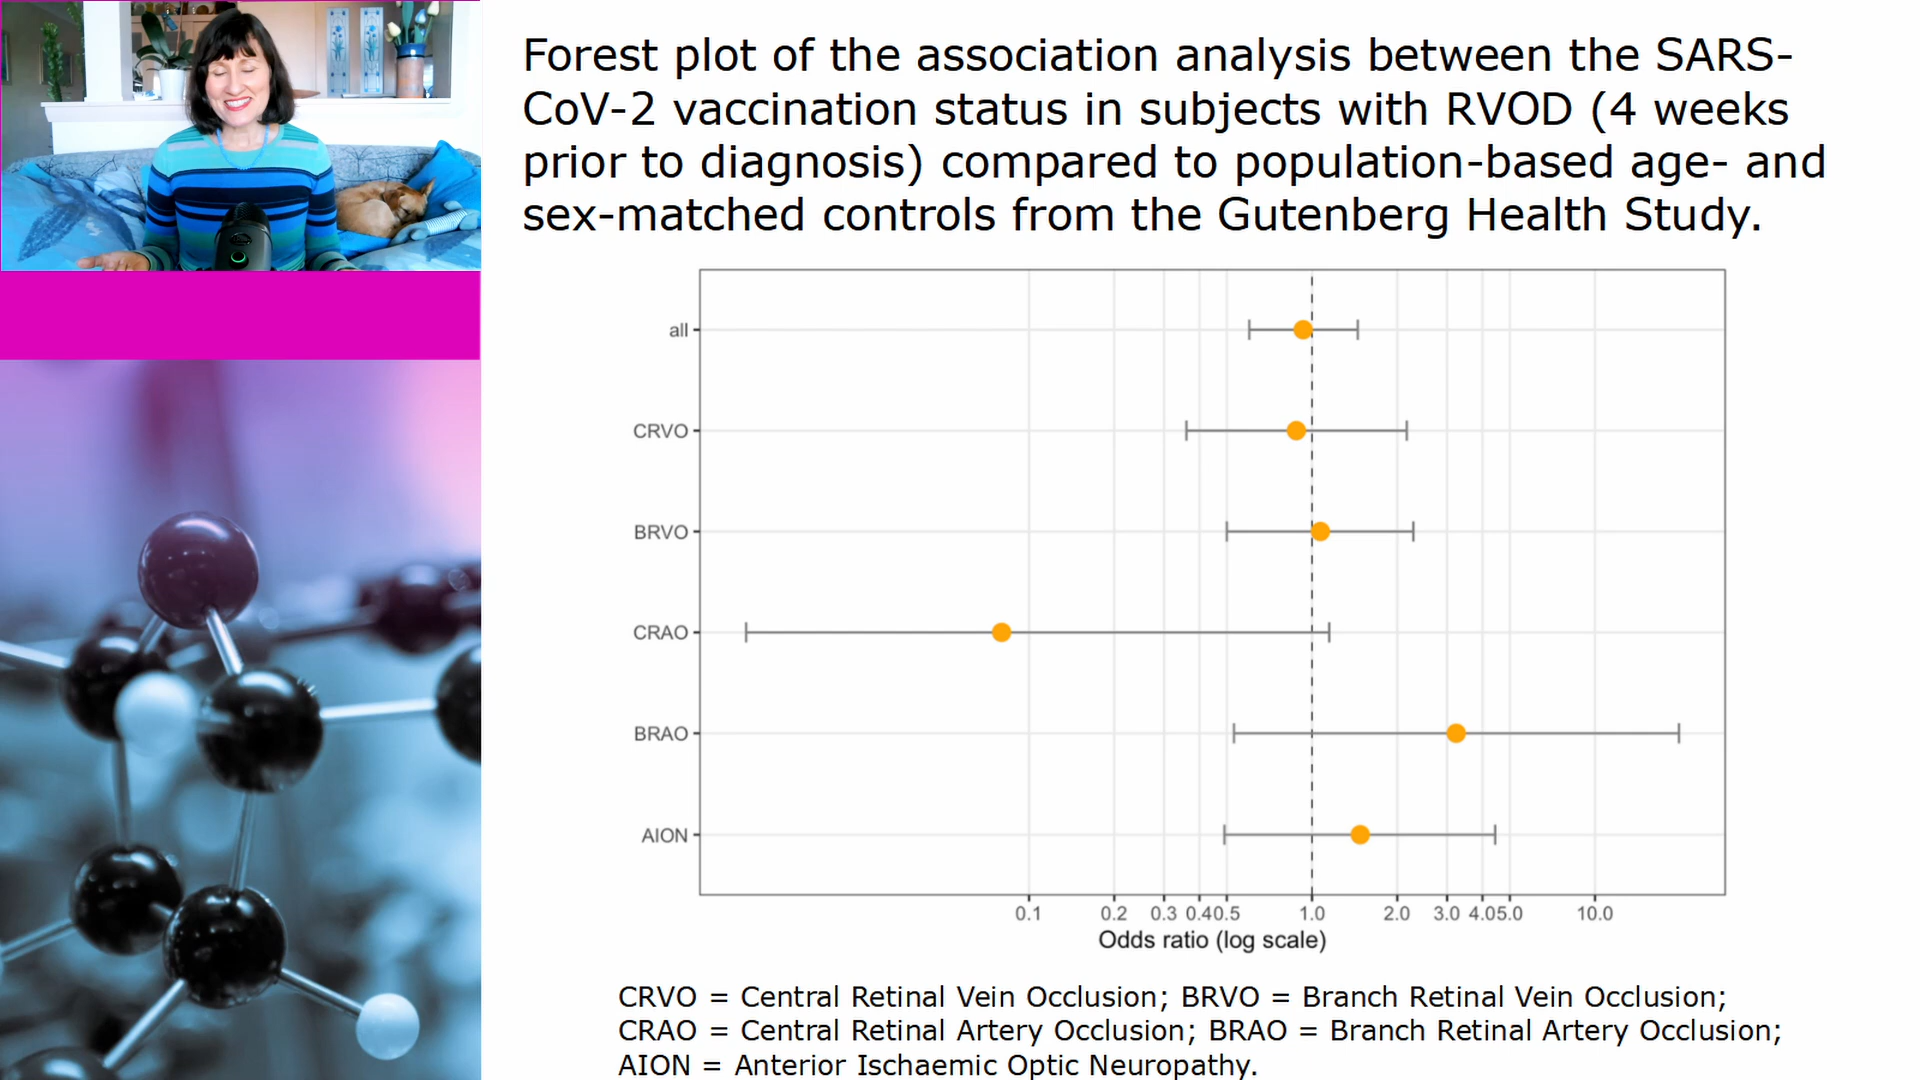 Forest plot of the association analysis between the SARS-
CoV-2 vaccination status in subjects with RVOD (4 weeks
prior to diagnosis) compared to population-based age- and
sex-matched controls from the Gutenberg Health Study.
all
CRVO
BRVO
CRAO
BRAO
AION
0.1 0.2 0.3 0.4 0.5 1.0 2.0 3.0 4.0 5.0 10.0
Odds ratio (log scale)
CRVO = Central Retinal Vein Occlusion; BRVO = Branch Retinal Vein Occlusion;
CRAO = Central Retinal Artery Occlusion; BRAO = Branch Retinal Artery Occlusion;
AION = Anterior Ischaemic Optic Neuropathy.